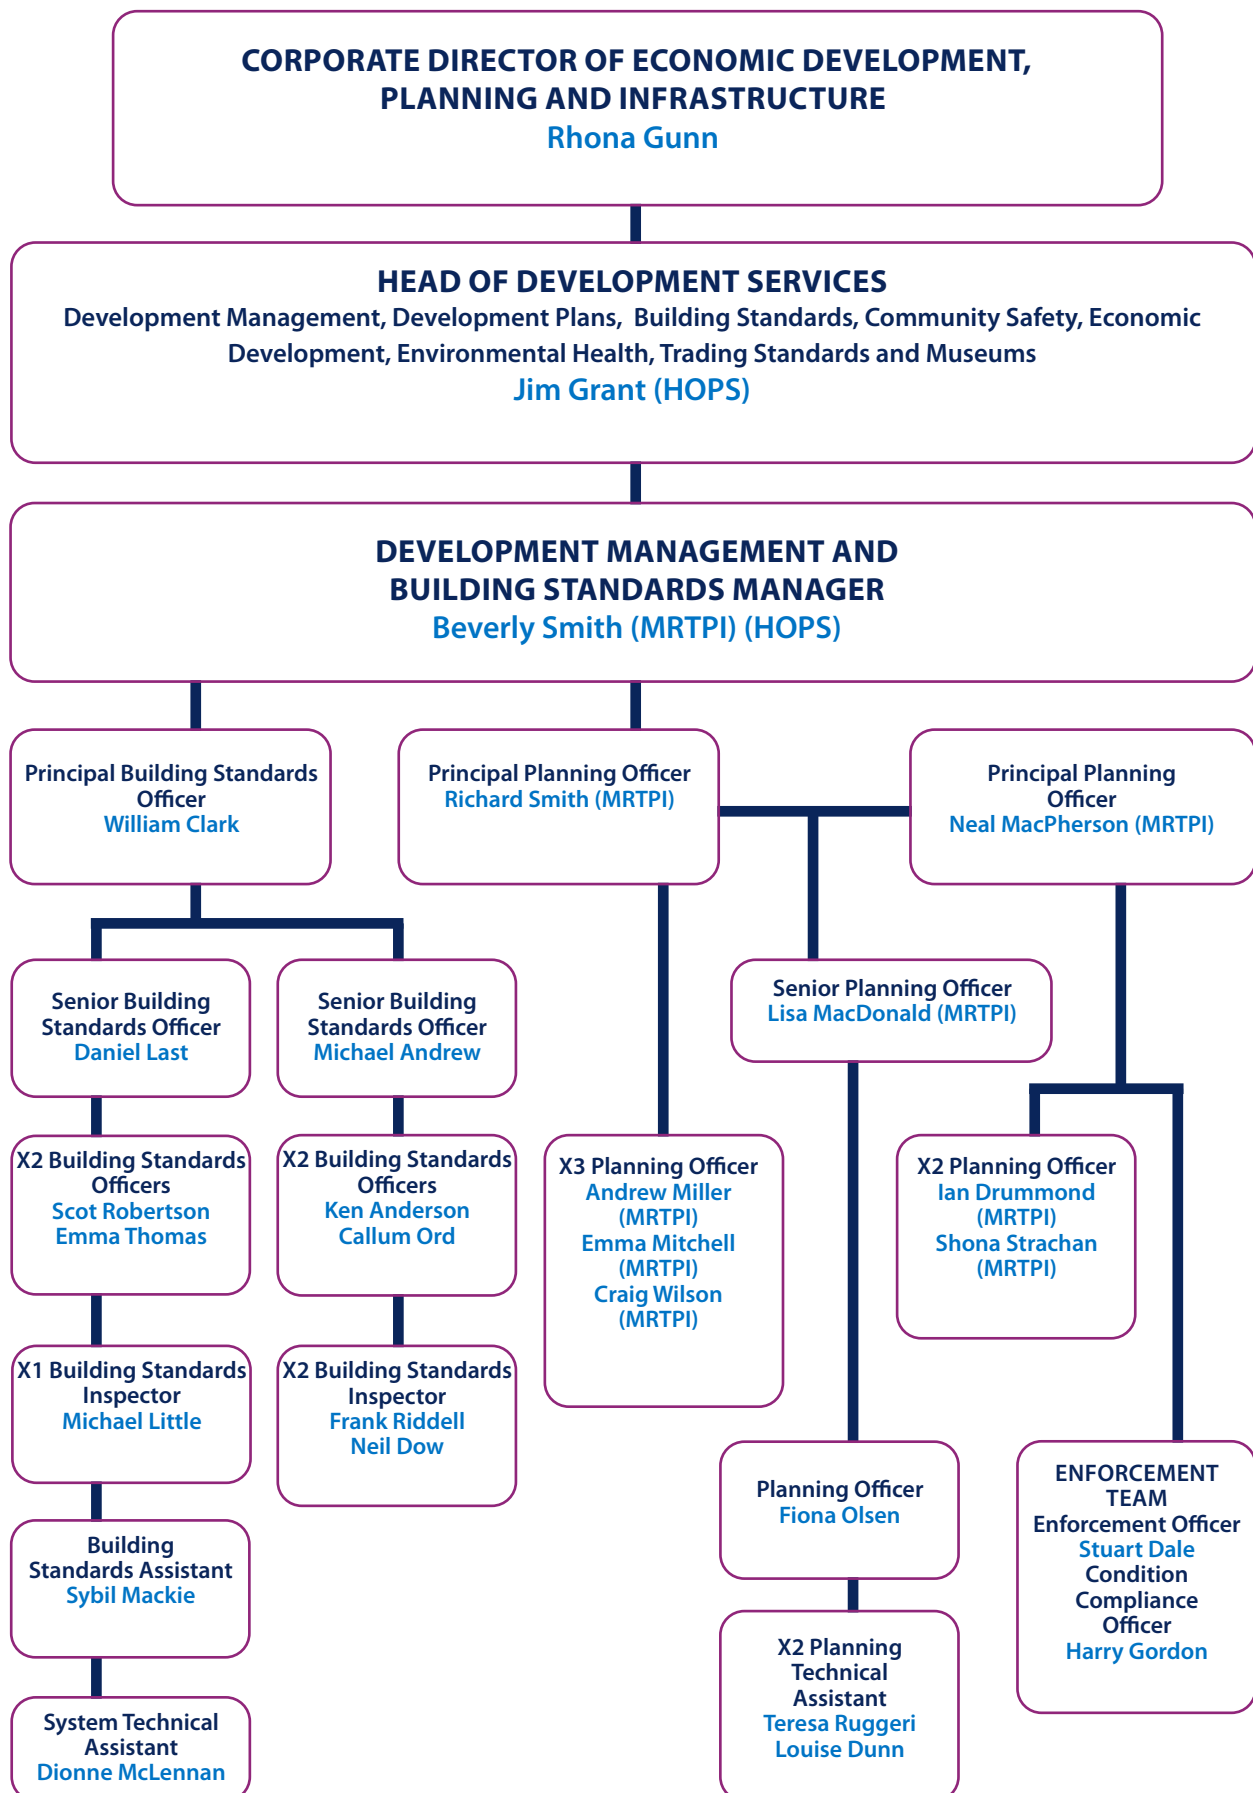 CORPORATE DIRECTOR OF ECONOMIC DEVELOPMENT,
PLANNING AND INFRASTRUCTURE
Rhona Gunn
HEAD OF DEVELOPMENT SERVICES
Development Management, Development Plans, Building Standards, Community Safety, Economic
Development, Environmental Health, Trading Standards and Museums
Jim Grant (HOPS)
DEVELOPMENT MANAGEMENT AND
BUILDING STANDARDS MANAGER
Beverly Smith (MRTPI) (HOPS)
Principal Building Standards
Officer
William Clark
Principal Planning Officer
Richard Smith (MRTPI)
Principal Planning
Officer
Neal MacPherson (MRTPI)
Senior Building
Standards Officer
Daniel Last
Senior Building
Standards Officer
Michael Andrew
Senior Planning Officer
Lisa MacDonald (MRTPI)
X2 Building Standards
Officers
Scot Robertson
Emma Thomas
X2 Building Standards
Officers
Ken Anderson
Callum Ord
X3 Planning Officer
Andrew Miller
(MRTPI)
Emma Mitchell
(MRTPI)
Craig Wilson
(MRTPI)
X2 Planning Officer
Ian Drummond
(MRTPI)
Shona Strachan
(MRTPI)
X1 Building Standards
Inspector
Michael Little
X2 Building Standards
Inspector
Frank Riddell
Neil Dow
Planning Officer
Fiona Olsen
ENFORCEMENT
TEAM
Enforcement Officer
Stuart Dale
Condition
Compliance
Officer
Harry Gordon
Building
Standards Assistant
Sybil Mackie
X2 Planning
Technical
Assistant
Teresa Ruggeri
Louise Dunn
System Technical
Assistant
Dionne McLennan